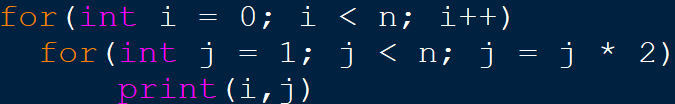 for(int i = 0; i < n; i++)
for(int j = 1; j < n; j = j * 2)
print(i,j)